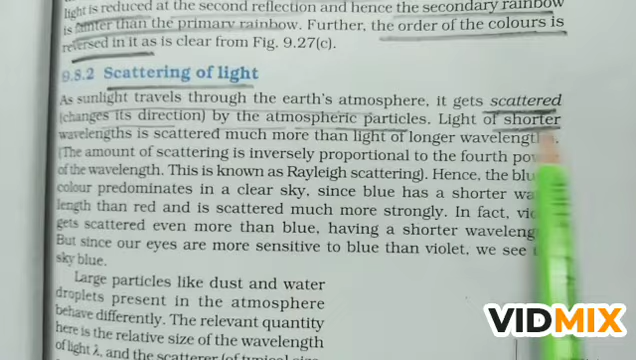 light is reduced at the second reflection and hence the secondary rainbow
is fainter than the primary rainbow. Further, the order of the colours is
reversed in it as is clear from Fig. 9.27(c).
9.8.2 Scattering of light
As sunlight travels through the earth's atmosphere, it gets scattered
(changes its direction) by the atmospheric particles. Light of shorter
wavelengths is scattered much more than light of longer
(The amount of scattering is inversely proportional to the fourth
of the wavelength. This is known as Rayleigh scattering). Hence, the
colour predominates in a clear sky, since blue has a shorter
length than red and is scattered much more strongly. In fact,
gets scattered even more than blue, having a shorter
But since our eyes are more sensitive to blue than violet, we see
sky blue.
Large particles like dust and water
droplets present in the atmosphere
behave differently. The relevant quantity
here is the relative size of the wavelength
of light λ, and the scatterer (of typical
VIDMIX